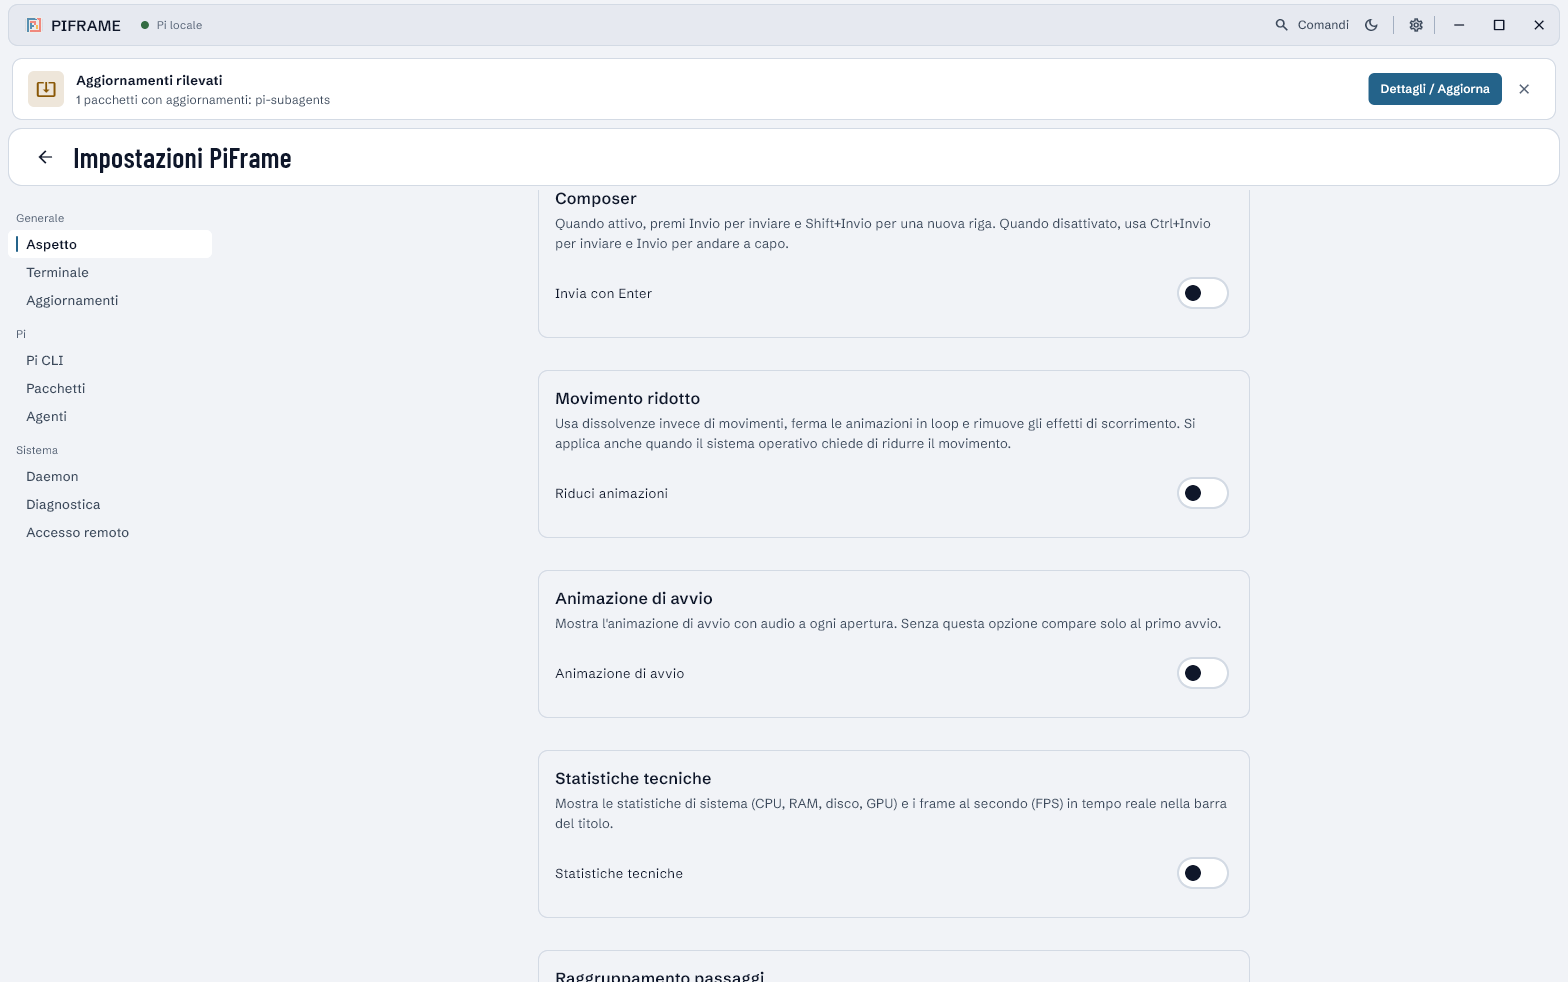 PIFRAME
Pi locale
Comandi
Aggiornamenti rilevati
1 pacchetti con aggiornamenti: pi-subagents
Dettagli / Aggiorna
Impostazioni PiFrame
Generale
Aspetto
Terminale
Aggiornamenti
Pi
Pi CLI
Pacchetti
Agenti
Sistema
Daemon
Diagnostica
Accesso remoto
Composer
Quando attivo, premi Invio per inviare e Shift+Invio per una nuova riga. Quando disattivato, usa Ctrl+Invio
per inviare e Invio per andare a capo.
Invia con Enter
Movimento ridotto
Usa dissolvenze invece di movimenti, ferma le animazioni in loop e rimuove gli effetti di scorrimento. Si
applica anche quando il sistema operativo chiede di ridurre il movimento.
Riduci animazioni
Animazione di avvio
Mostra l'animazione di avvio con audio a ogni apertura. Senza questa opzione compare solo al primo avvio.
Animazione di avvio
Statistiche tecniche
Mostra le statistiche di sistema (CPU, RAM, disco, GPU) e i frame al secondo (FPS) in tempo reale nella barra
del titolo.
Statistiche tecniche
Raggruppamento passaggi